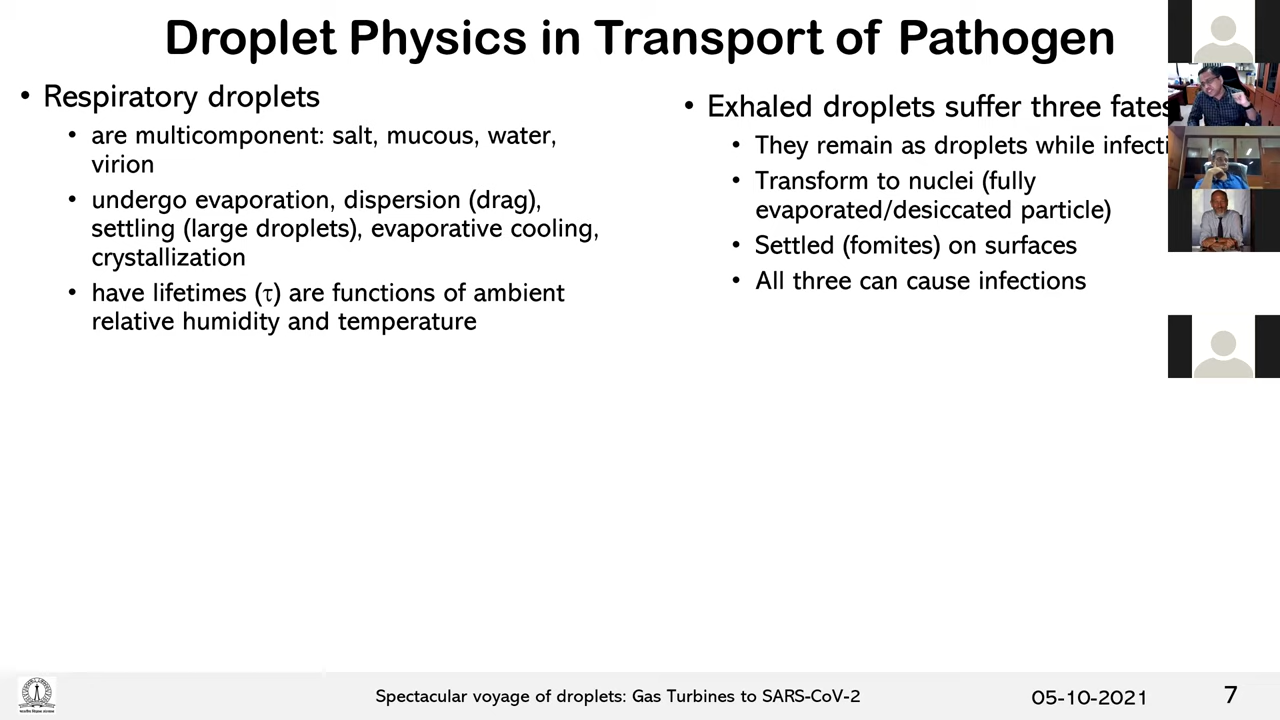 Droplet Physics in Transport of Pathogen
• Respiratory droplets
• are multicomponent: salt, mucous, water,
virion
• undergo evaporation, dispersion (drag),
settling (large droplets), evaporative cooling,
crystallization
• have lifetimes (τ) are functions of ambient
relative humidity and temperature
• Exhaled droplets suffer three fates
• They remain as droplets while infecti
• Transform to nuclei (fully
evaporated/desiccated particle)
• Settled (fomites) on surfaces
• All three can cause infections
Spectacular voyage of droplets: Gas Turbines to SARS-CoV-2
05-10-2021
7